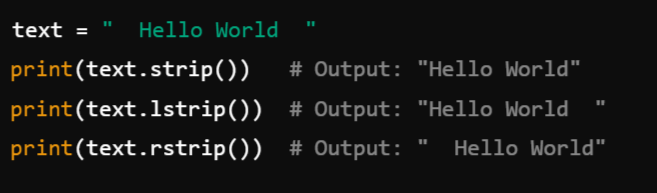 text = "  Hello World  "
print(text.strip())   # Output: "Hello World"
print(text.lstrip())  # Output: "Hello World  "
print(text.rstrip())  # Output: "  Hello World"